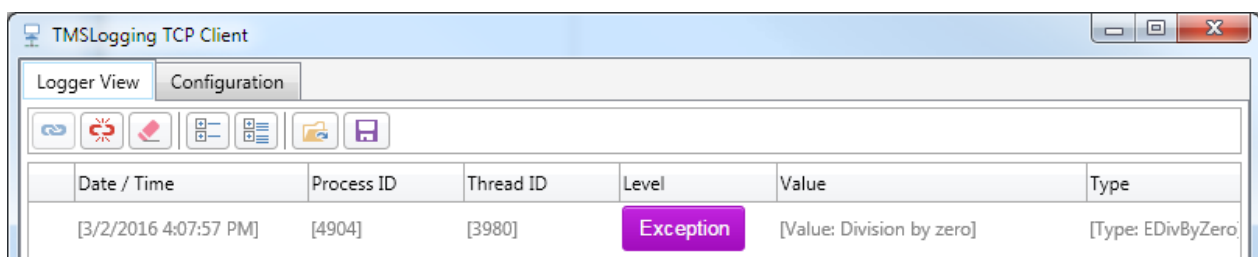 TMSLogging TCP Client
Logger View Configuration
Date / Time Process ID Thread ID Level Value Type
[3/2/2016 4:07:57 PM] [4904] [3980] Exception [Value: Division by zero] [Type: EDivByZero]